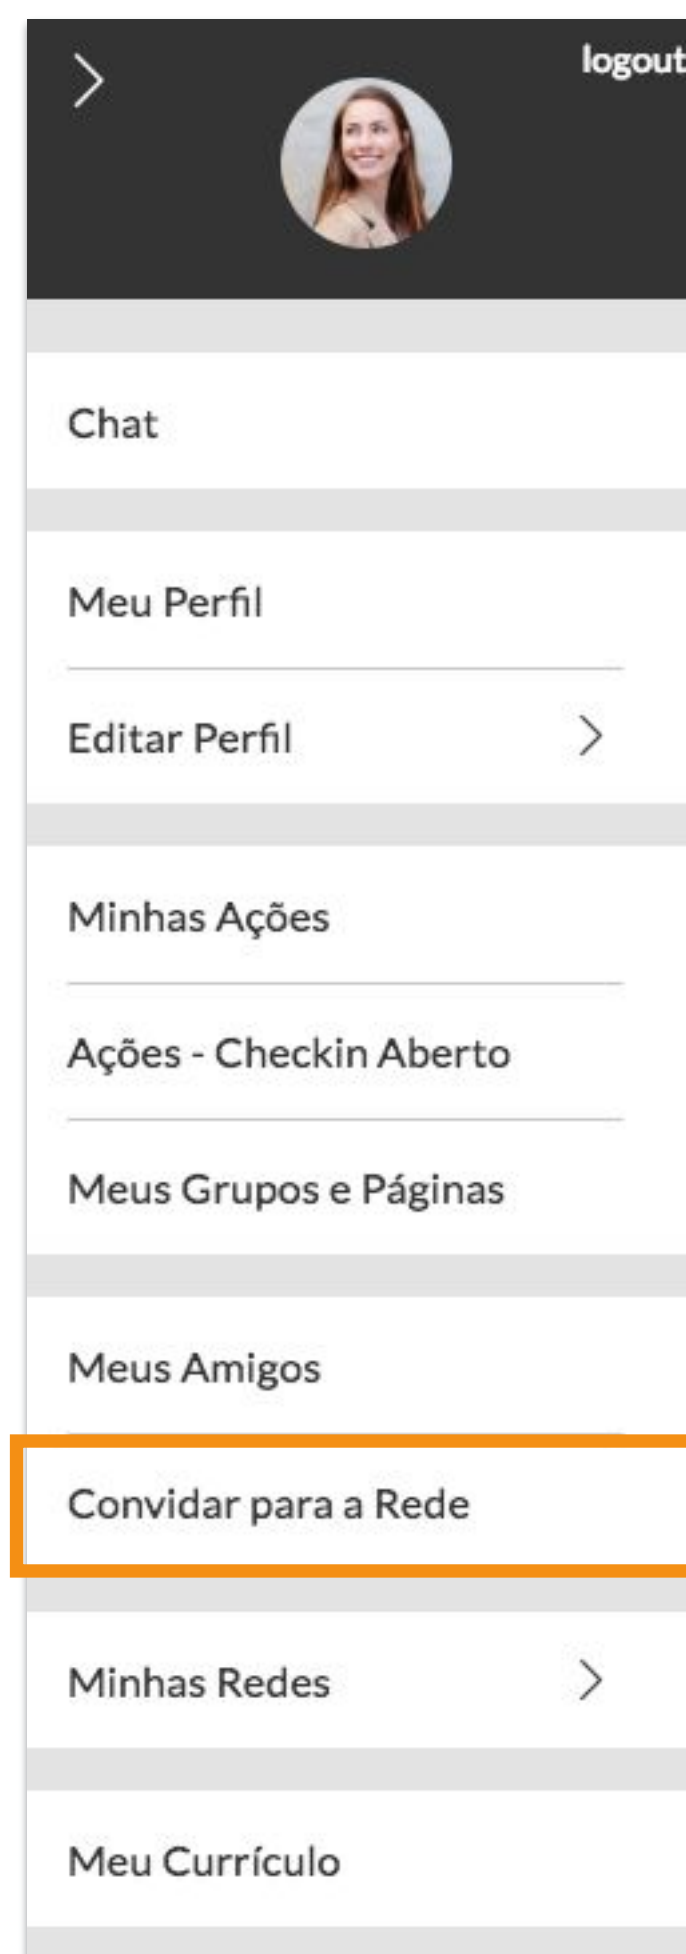 logout
Chat
Meu Perfil
Editar Perfil
Minhas Ações
Ações - Checkin Aberto
Meus Grupos e Páginas
Meus Amigos
Convidar para a Rede
Minhas Redes
Meu Currículo